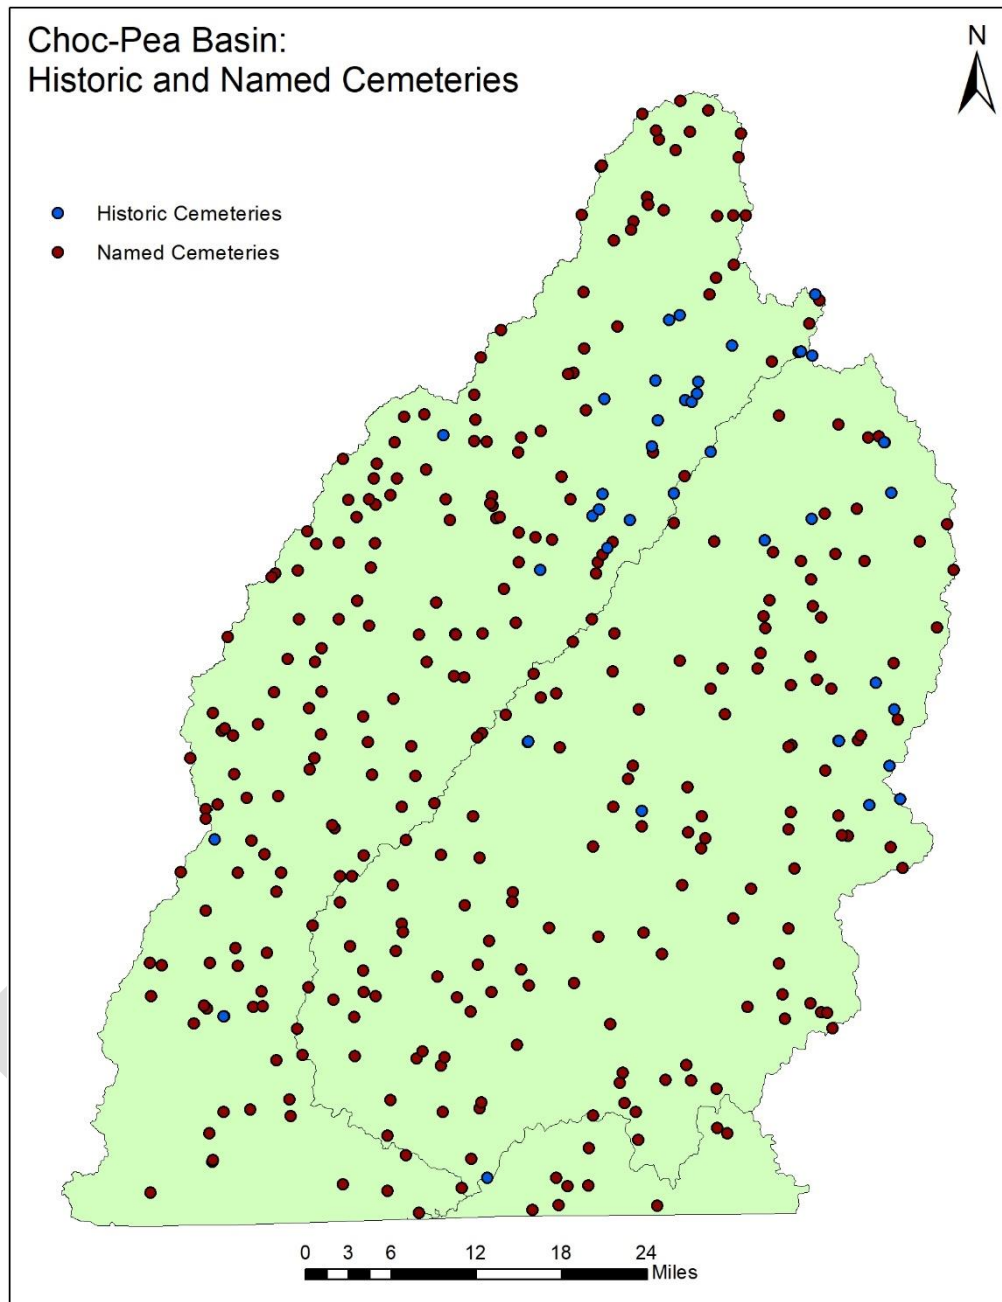 Choc-Pea Basin:
Historic and Named Cemeteries
N
Historic Cemeteries
Named Cemeteries
0 3 6 12 18 24
Miles